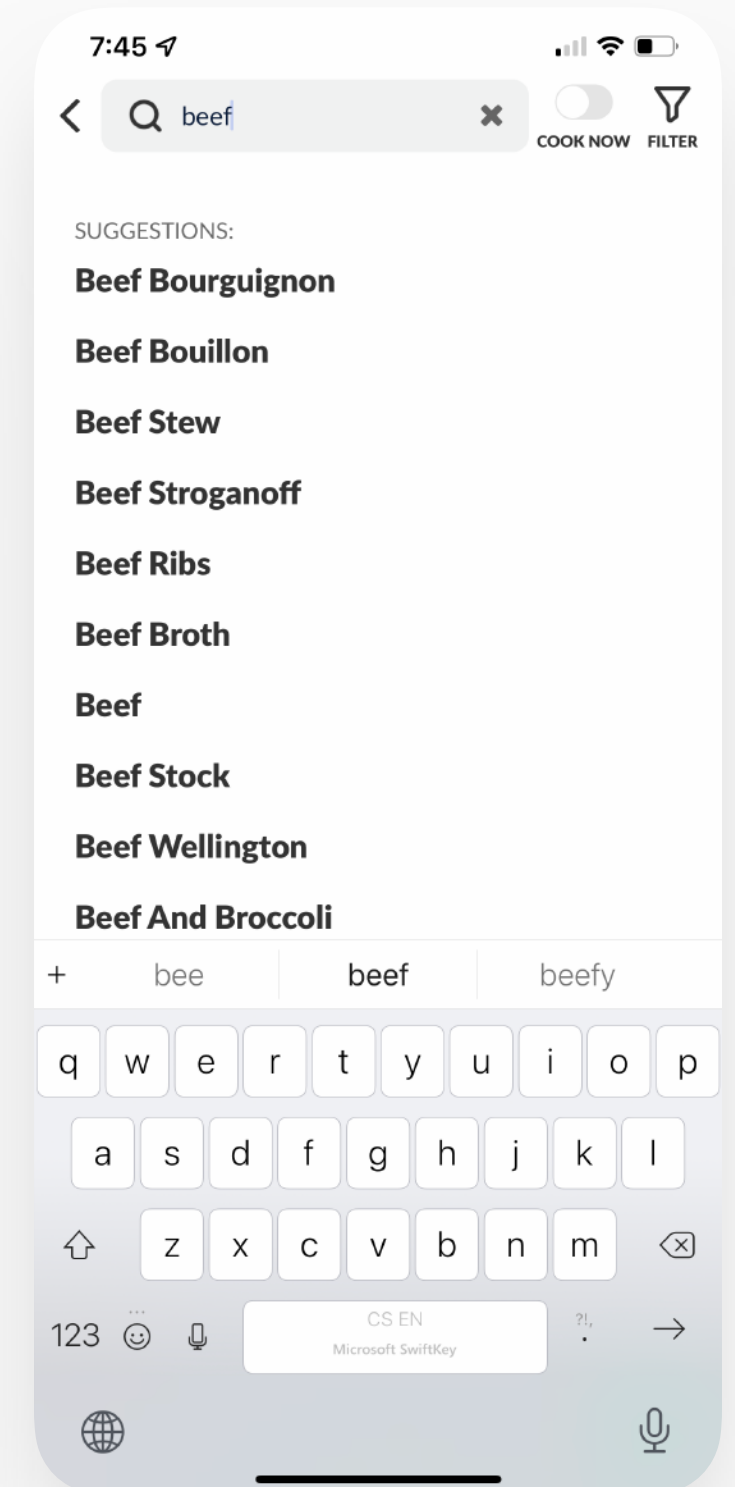 7:45
beef
COOK NOW FILTER
SUGGESTIONS:
Beef Bourguignon
Beef Bouillon
Beef Stew
Beef Stroganoff
Beef Ribs
Beef Broth
Beef
Beef Stock
Beef Wellington
Beef And Broccoli
+ bee beef beefy
q w e r t y u i o p
a s d f g h j k l
z x c v b n m
123 CS EN ?!,
Microsoft SwiftKey .